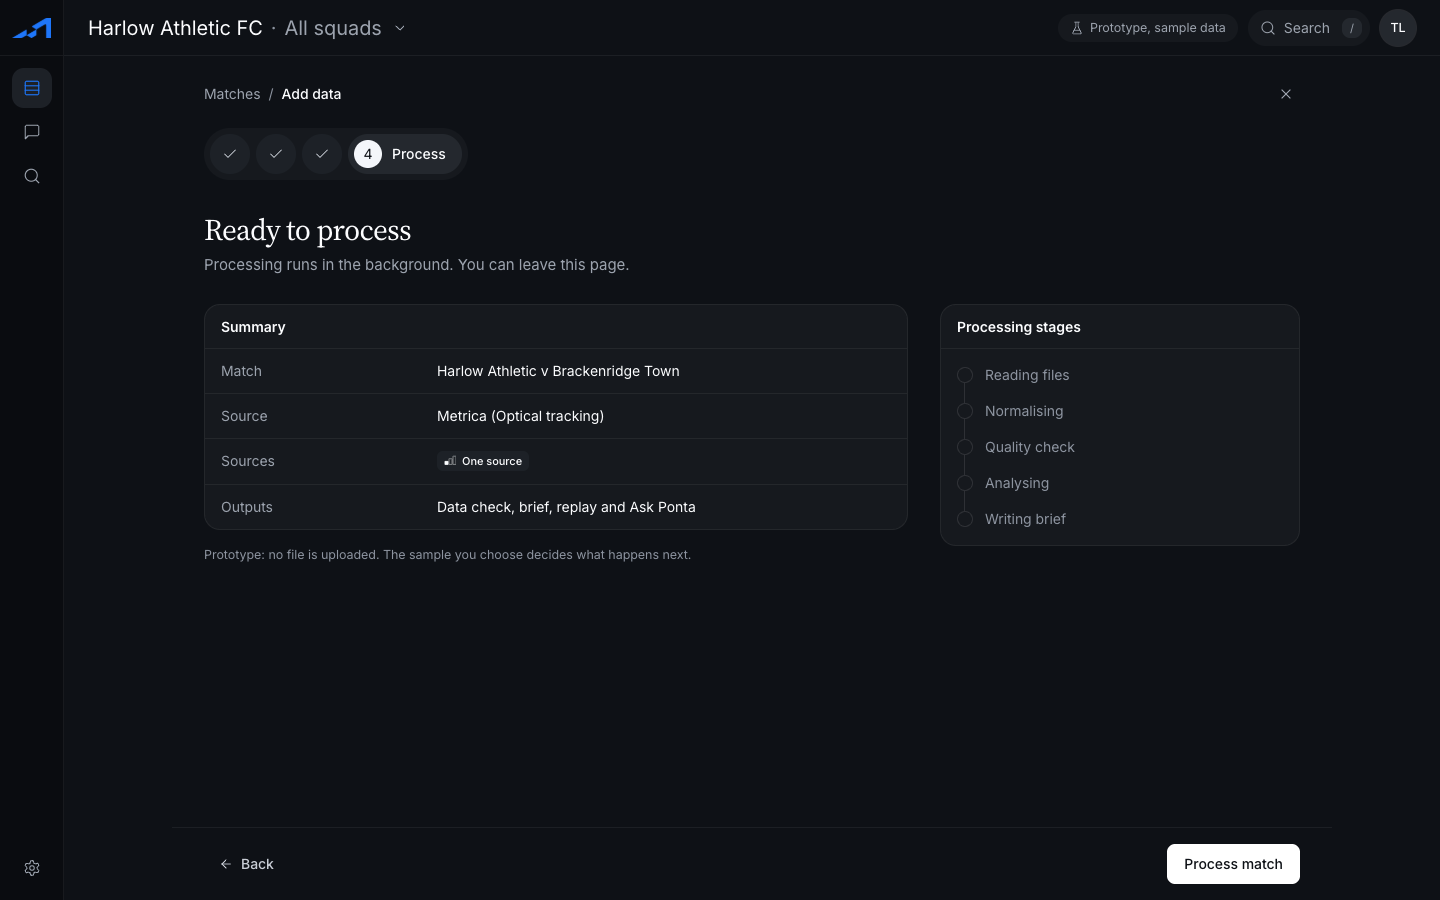 Harlow Athletic FC · All squads
Prototype, sample data
Search /
TL
Matches / Add data
4 Process
Ready to process
Processing runs in the background. You can leave this page.
Summary
Match Harlow Athletic v Brackenridge Town
Source Metrica (Optical tracking)
Sources One source
Outputs Data check, brief, replay and Ask Ponta
Prototype: no file is uploaded. The sample you choose decides what happens next.
Processing stages
Reading files
Normalising
Quality check
Analysing
Writing brief
Back
Process match